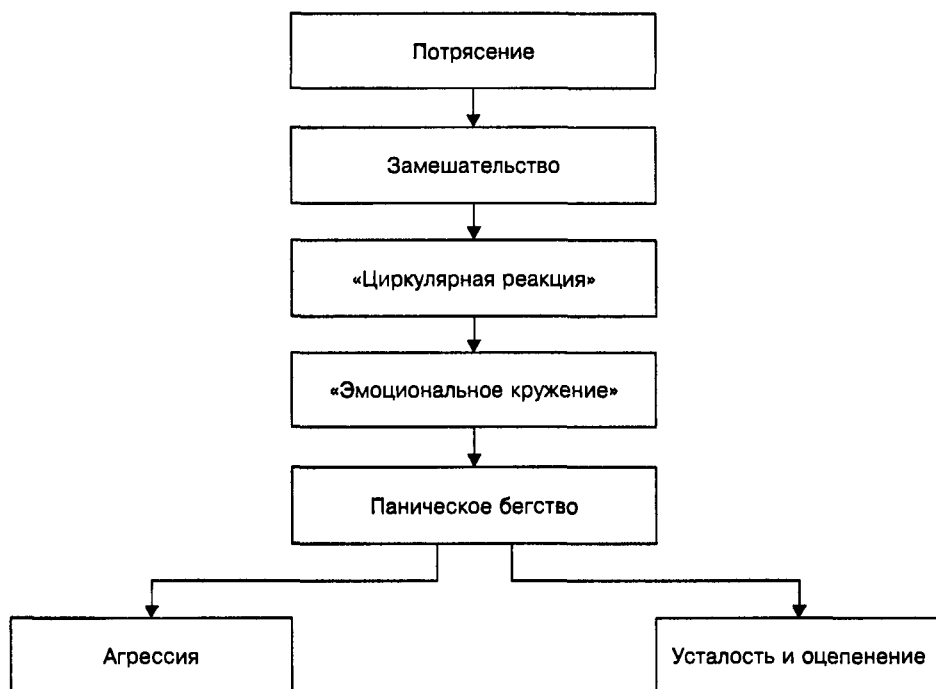 Потрясение
Замешательство
«Циркулярная реакция»
«Эмоциональное кружение»
Паническое бегство
Агрессия
Усталость и оцепенение